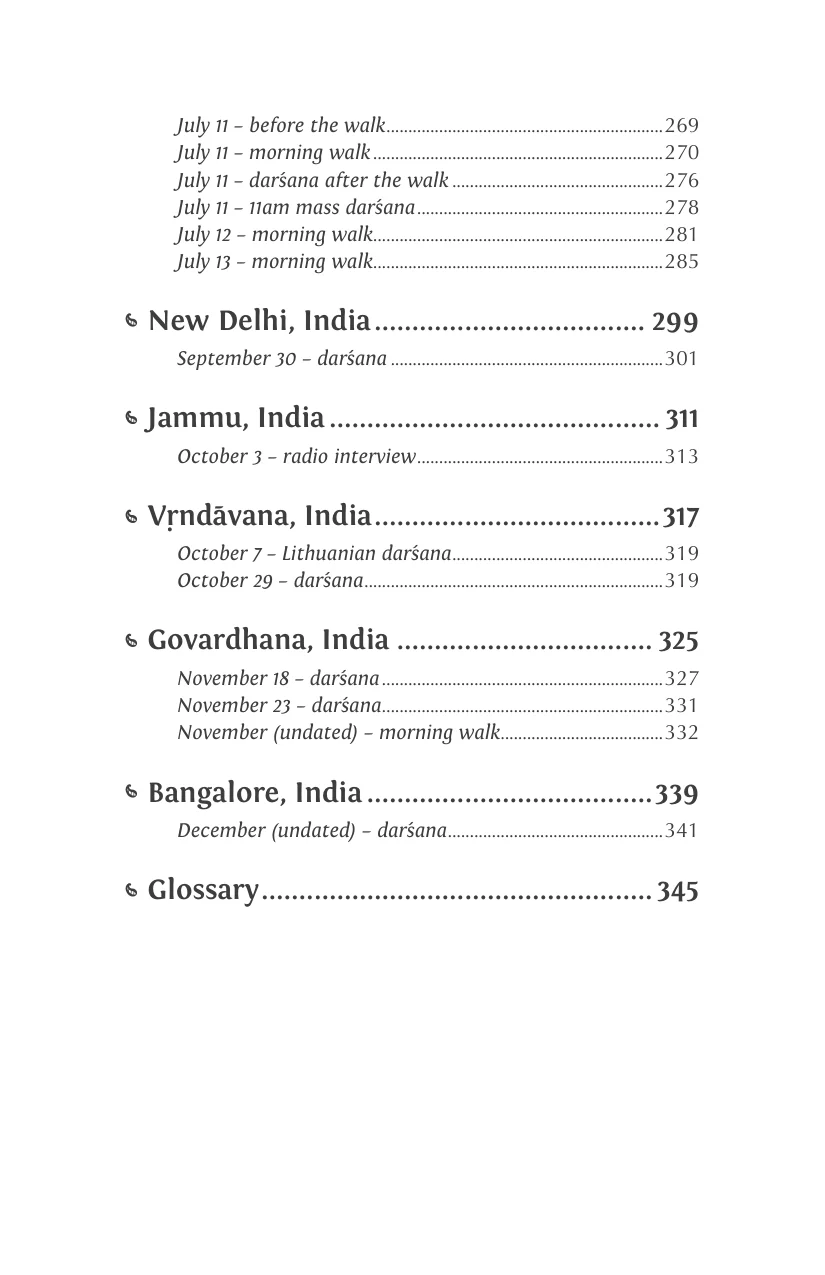 July 11 – before the walk...............................................................269
July 11 – morning walk..................................................................270
July 11 – darśana after the walk................................................276
July 11 – 11am mass darśana........................................................278
July 12 – morning walk..................................................................281
July 13 – morning walk..................................................................285
New Delhi, India.................................. 299
September 30 – darśana..............................................................301
Jammu, India............................................ 311
October 3 – radio interview........................................................313
Vṛndāvana, India......................................317
October 7 – Lithuanian darśana................................................319
October 29 – darśana....................................................................319
Govardhana, India.................................. 325
November 18 – darśana................................................................327
November 23 – darśana................................................................331
November (undated) – morning walk.....................................332
Bangalore, India......................................339
December (undated) – darśana.................................................341
Glossary.................................................... 345